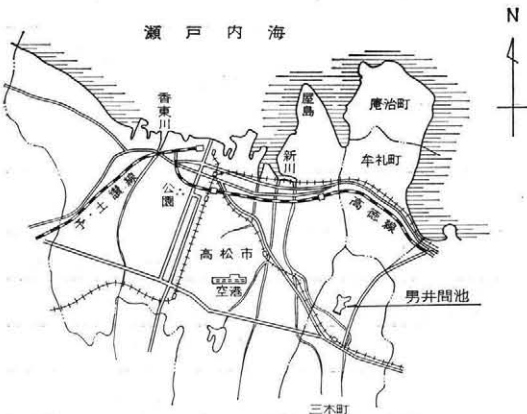 瀬戸内海
N
香東川
屋島
庵治町
新川
牟礼町
予・土讃線
公園
高徳線
高松市
空港
男井間池
三木町